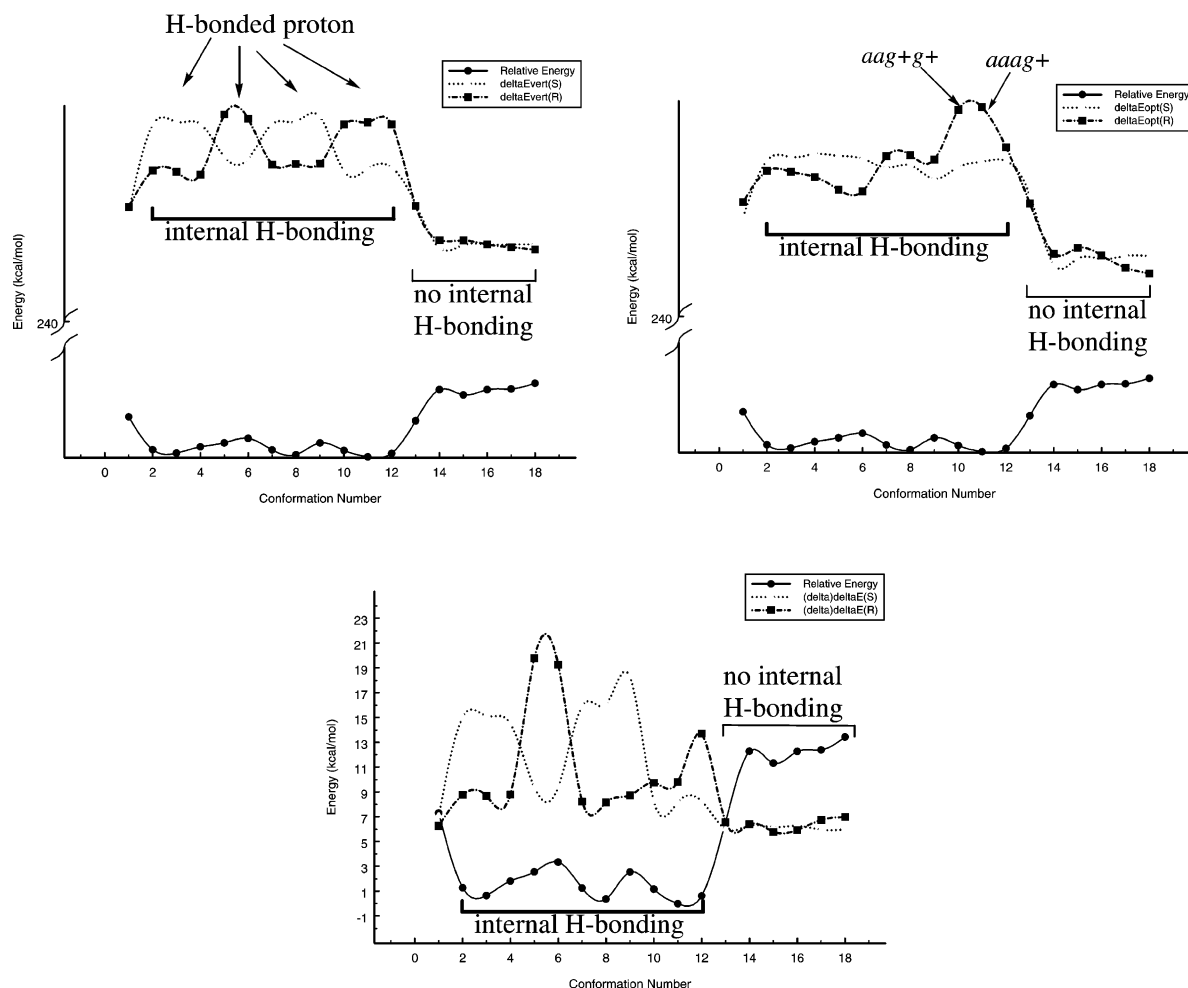 H-bonded proton
Relative Energy
deltaEvert(S)
deltaEvert(R)
internal H-bonding
no internal
H-bonding
Energy (kcal/mol)
240
0 2 4 6 8 10 12 14 16 18
Conformation Number
aag+g+
aaag+
Relative Energy
deltaEopt(S)
deltaEopt(R)
internal H-bonding
no internal
H-bonding
Energy (kcal/mol)
240
0 2 4 6 8 10 12 14 16 18
Conformation Number
Relative Energy
(delta)deltaE(S)
(delta)deltaE(R)
no internal
H-bonding
Energy (kcal/mol)
23
21
19
17
15
13
11
9
7
5
3
1
-1
internal H-bonding
0 2 4 6 8 10 12 14 16 18
Conformation Number